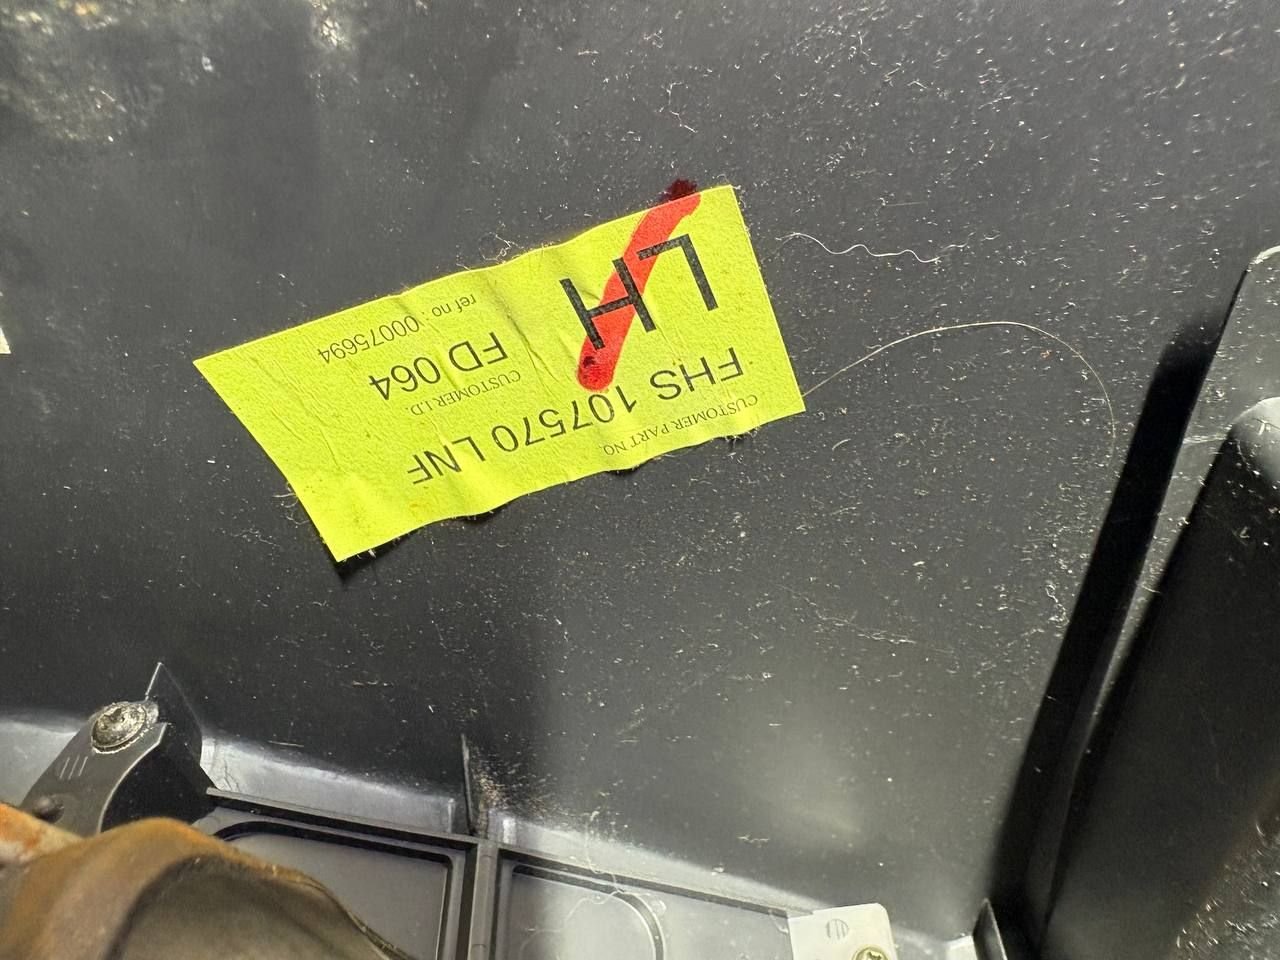 CUSTOMER PART NO.
FHS 107570 LNF
LH
CUSTOMER I.D.
FD 064
ref no : 00075694